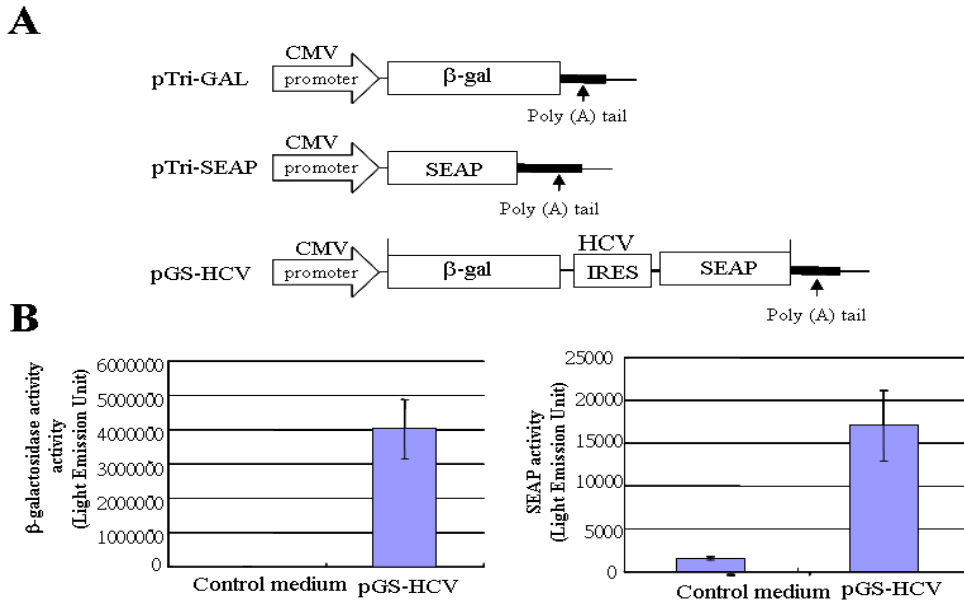 A
CMV
pTri-GAL
promoter
β-gal
Poly (A) tail
CMV
pTri-SEAP
promoter
SEAP
Poly (A) tail
CMV
HCV
pGS-HCV
promoter
β-gal
IRES
SEAP
Poly (A) tail
B
β-galactosidase activity
activity
(Light Emission Unit)
6000000
5000000
4000000
3000000
2000000
1000000
0
Control medium
pGS-HCV
SEAP activity
(Light Emission Unit)
25000
20000
15000
10000
5000
0
Control medium
pGS-HCV